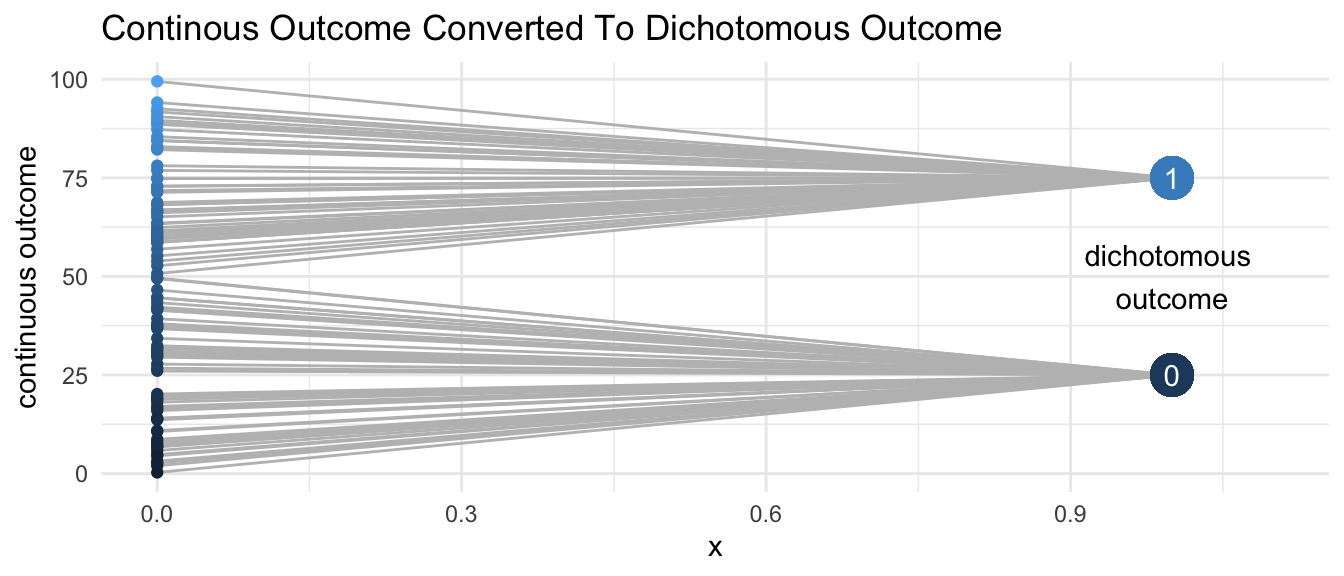 Continous Outcome Converted To Dichotomous Outcome
100
75
50
25
0
continuous outcome
1
dichotomous
outcome
0
0.0
0.3
0.6
0.9
x